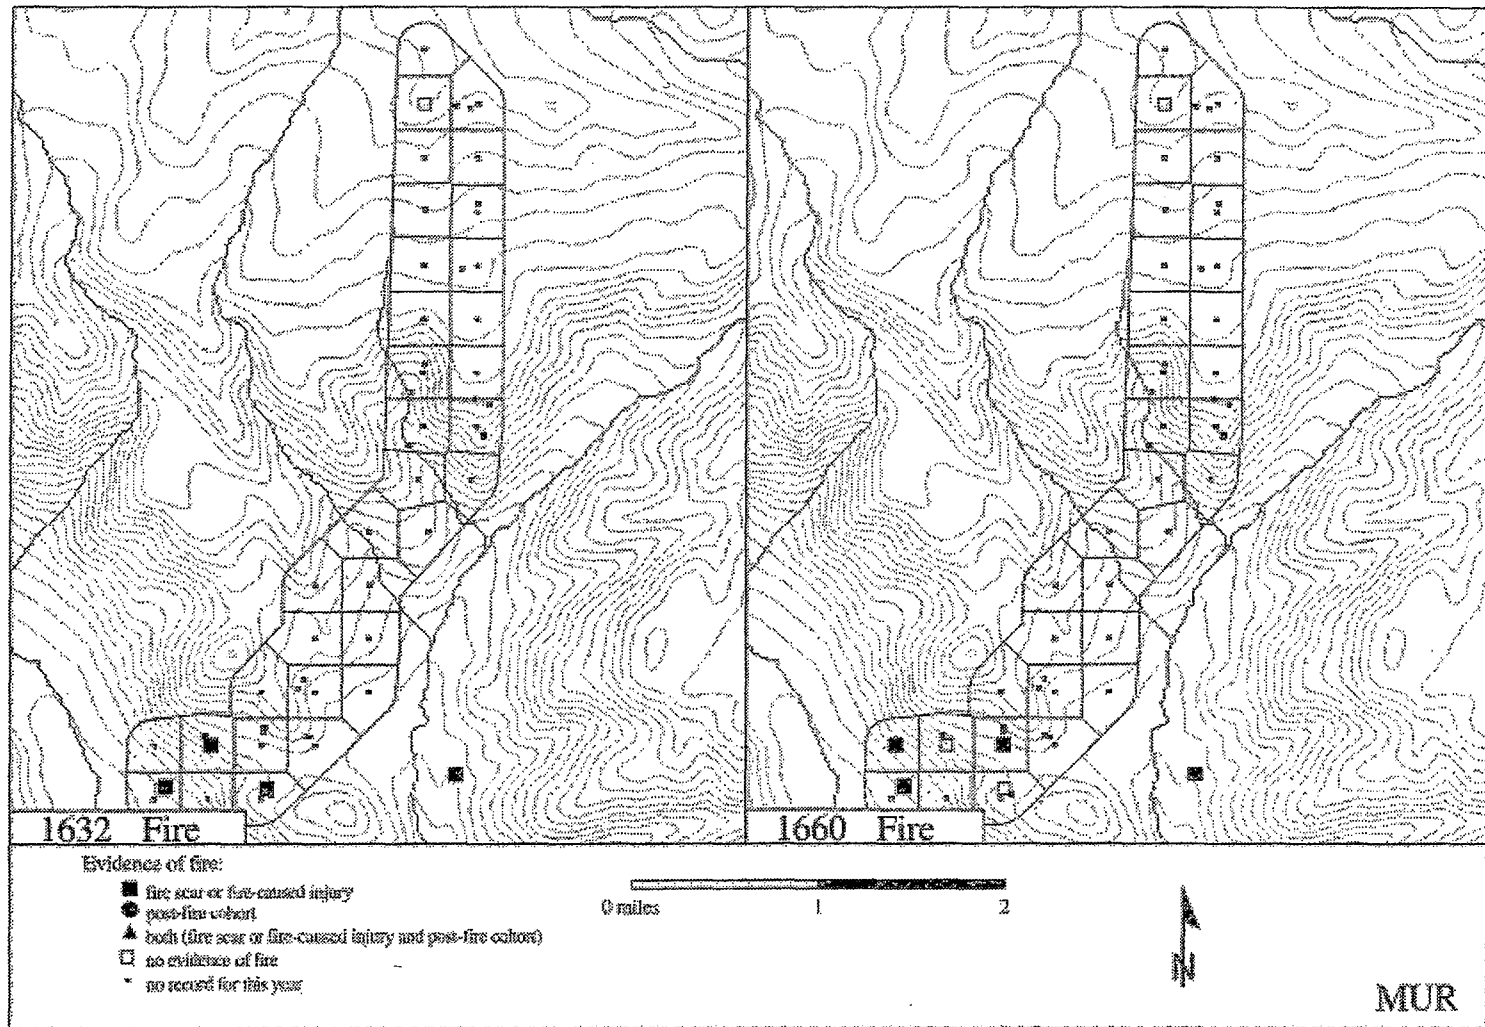 1632 Fire
1660 Fire
Evidence of fire:
fire scar or fire-caused injury
post-fire cohort
both (fire scar or fire-caused injury and post-fire cohort)
no evidence of fire
no record for this year
0 miles 1 2
N
MUR